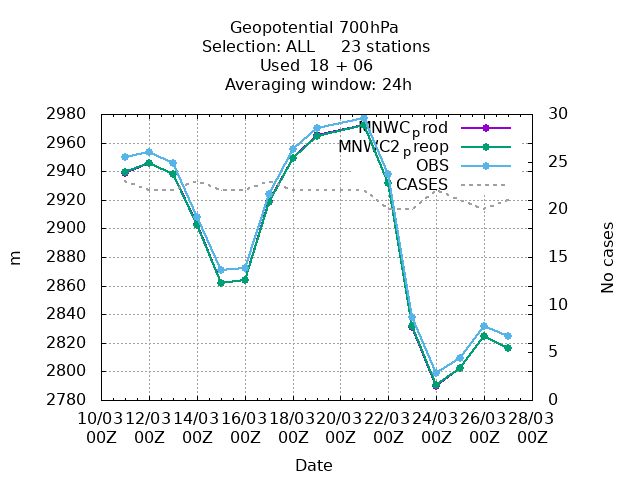 Geopotential 700hPa
Selection: ALL     23 stations
Used  18 + 06
Averaging window: 24h
2980 30
MNWCprod
2960
MNWC2preop
OBS 25
2940
CASES
2920
2900 20
2880 15
m
No cases
2860
2840 10
2820 5
2800
2780 0
10/03 12/03 14/03 16/03 18/03 20/03 22/03 24/03 26/03 28/03
00Z 00Z 00Z 00Z 00Z 00Z 00Z 00Z 00Z 00Z
Date